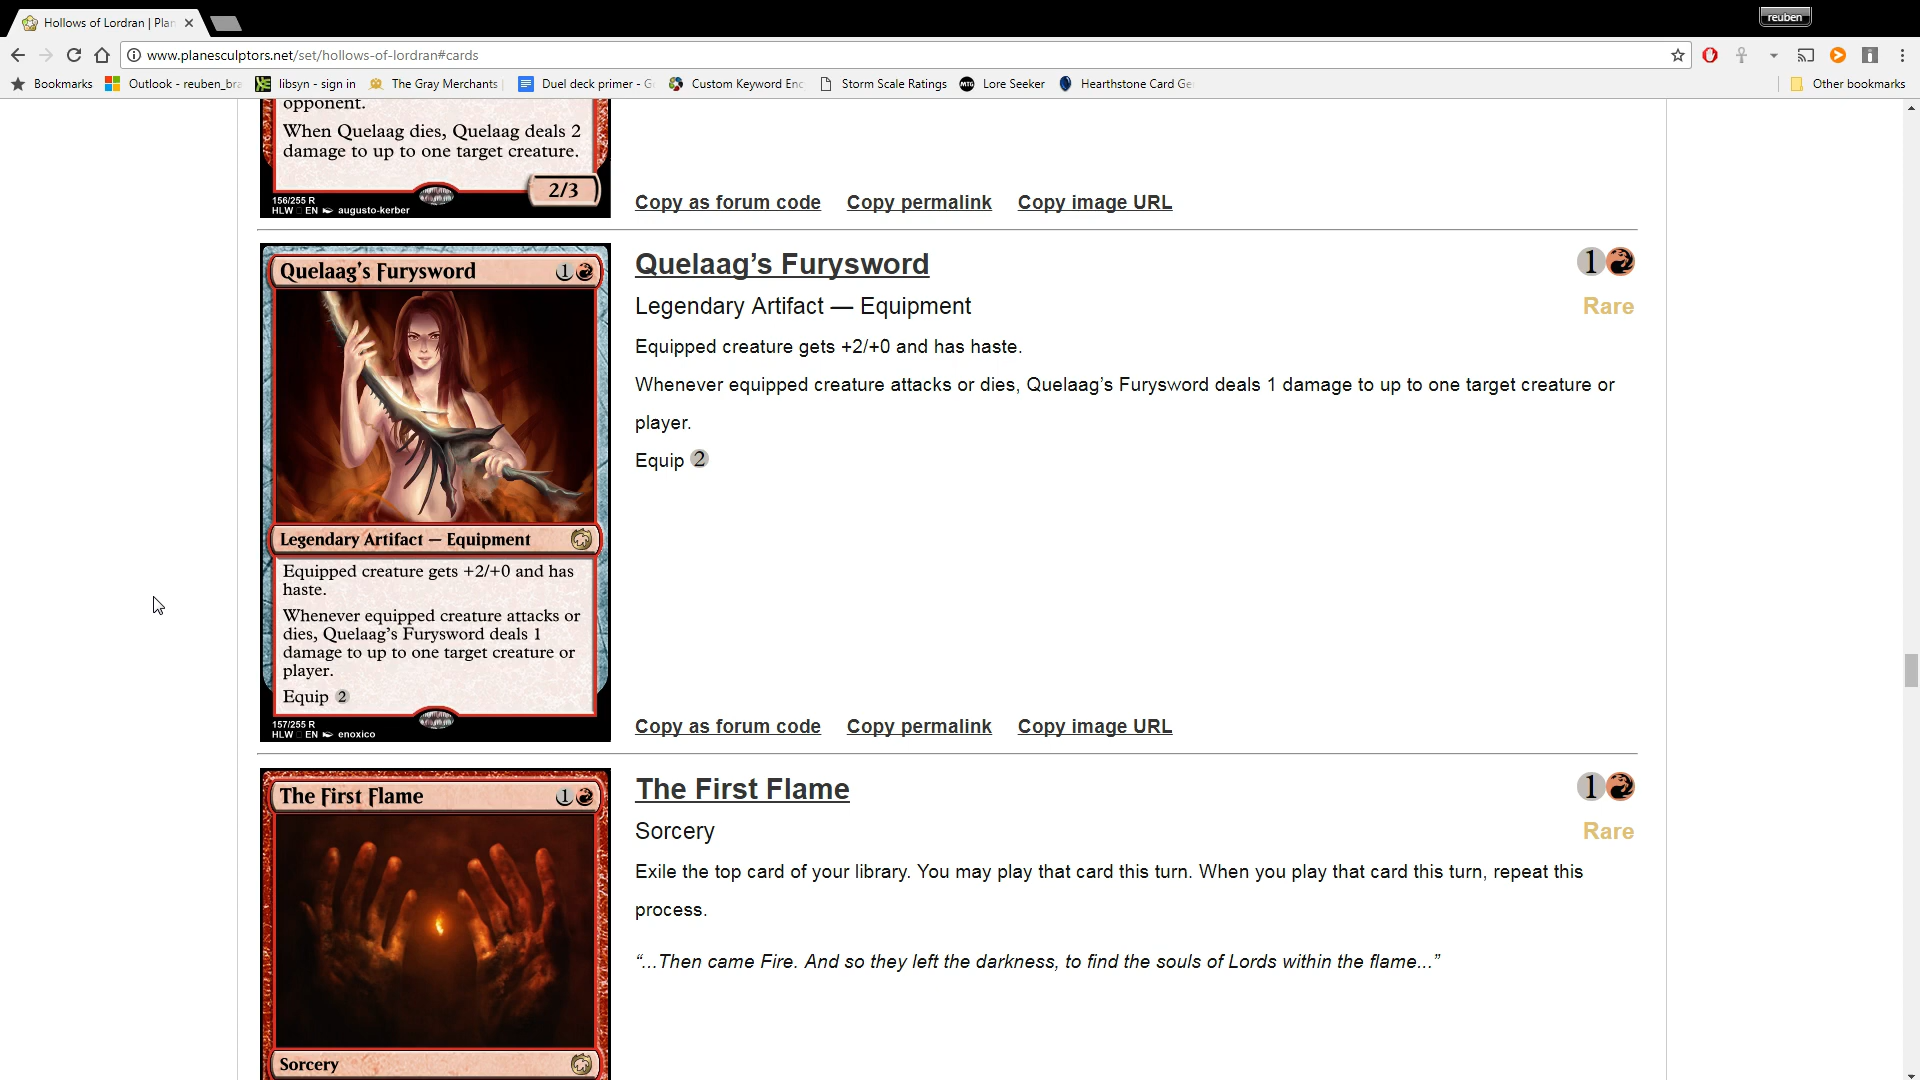 Hollows of Lordran | Plan
reuben
www.planesculptors.net/set/hollows-of-lordran#cards
Bookmarks
Outlook - reuben_bra
libsyn - sign in
The Gray Merchants
Duel deck primer - G
Custom Keyword Enc
Storm Scale Ratings
MTG
Lore Seeker
Hearthstone Card Ge
Other bookmarks
opponent.
When Quelaag dies, Quelaag deals 2
damage to up to one target creature.
2/3
156/255 R
HLW EN augusto-kerber
Copy as forum code Copy permalink Copy image URL
Quelaag's Furysword 1
Legendary Artifact — Equipment
Equipped creature gets +2/+0 and has
haste.
Whenever equipped creature attacks or
dies, Quelaag’s Furysword deals 1
damage to up to one target creature or
player.
Equip 2
157/255 R
HLW EN enoxico
Quelaag’s Furysword 1
Legendary Artifact — Equipment Rare
Equipped creature gets +2/+0 and has haste.
Whenever equipped creature attacks or dies, Quelaag’s Furysword deals 1 damage to up to one target creature or
player.
Equip 2
Copy as forum code Copy permalink Copy image URL
The First Flame 1
Sorcery
The First Flame 1
Sorcery Rare
Exile the top card of your library. You may play that card this turn. When you play that card this turn, repeat this
process.
“...Then came Fire. And so they left the darkness, to find the souls of Lords within the flame...”